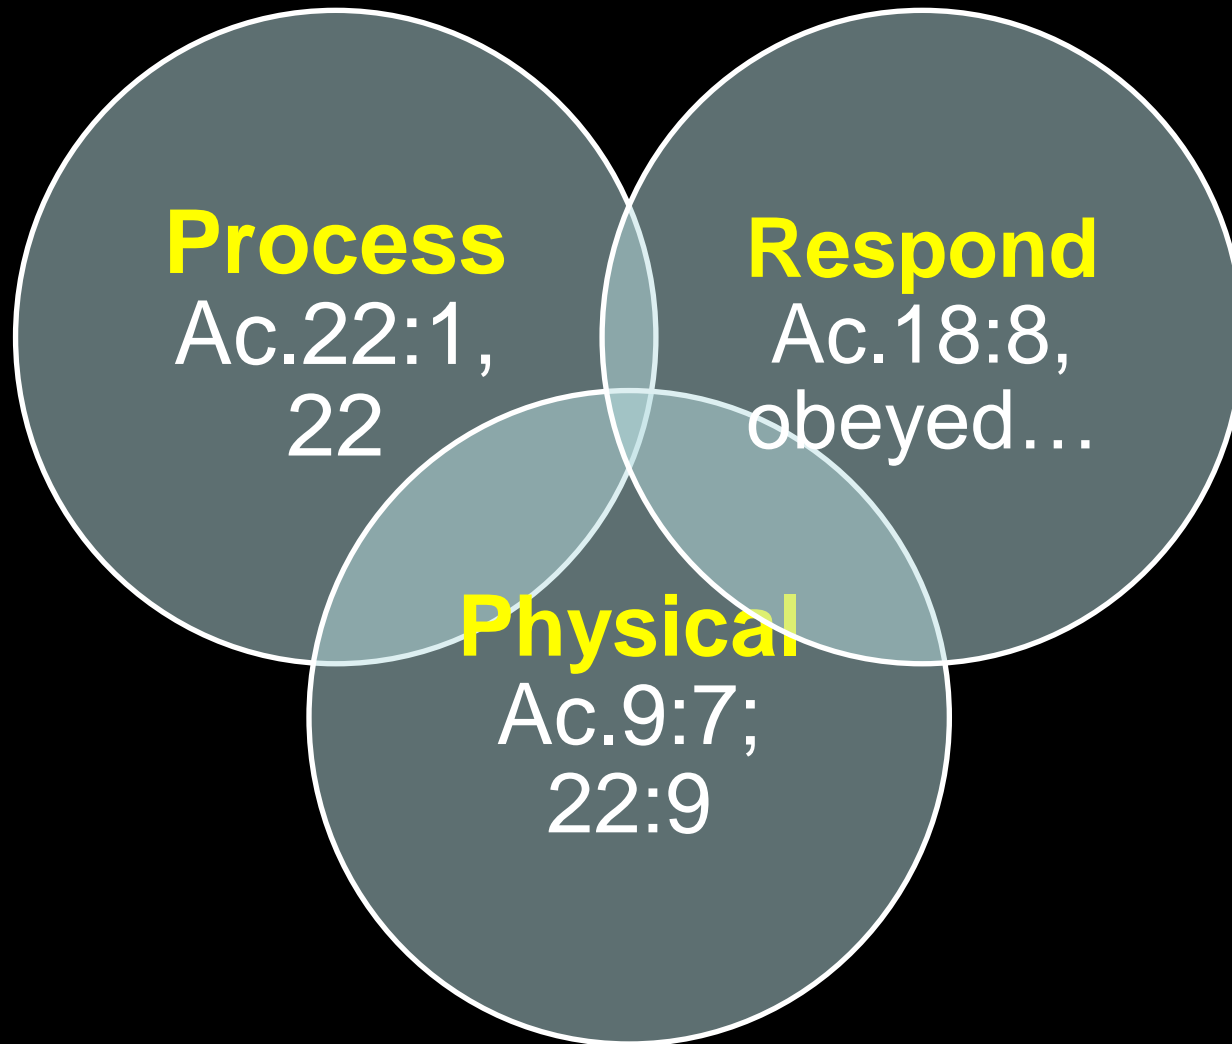 Process
Ac.22:1,
22
Respond
Ac.18:8,
obeyed…
Physical
Ac.9:7;
22:9